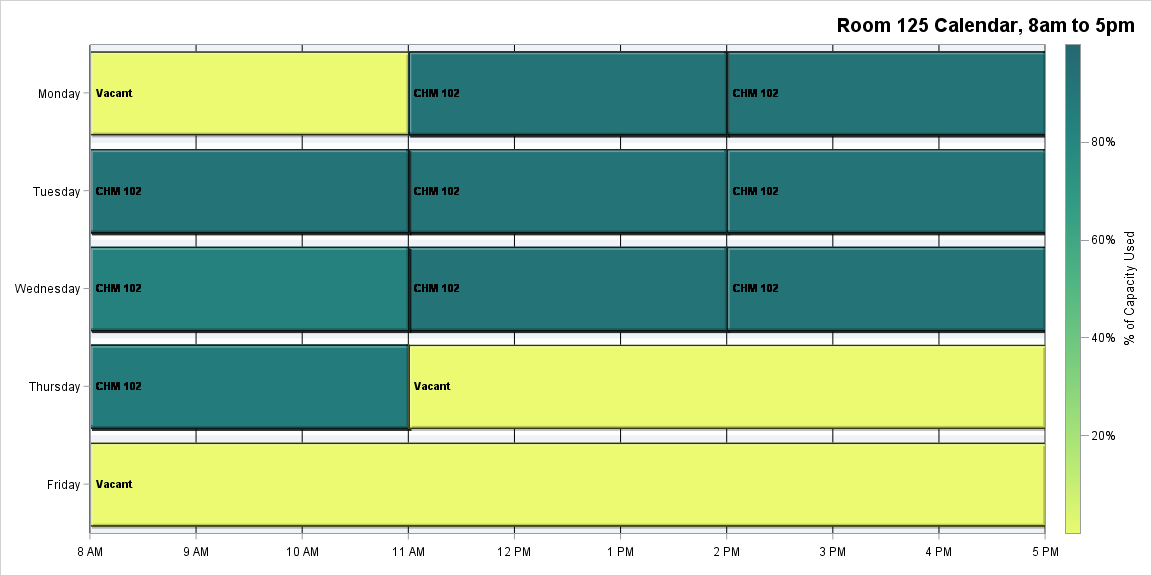 Room 125 Calendar, 8am to 5pm
Monday
Vacant
CHM 102
CHM 102
Tuesday
CHM 102
CHM 102
CHM 102
Wednesday
CHM 102
CHM 102
CHM 102
Thursday
CHM 102
Vacant
Friday
Vacant
8 AM
9 AM
10 AM
11 AM
12 PM
1 PM
2 PM
3 PM
4 PM
5 PM
80%
60%
40%
20%
% of Capacity Used